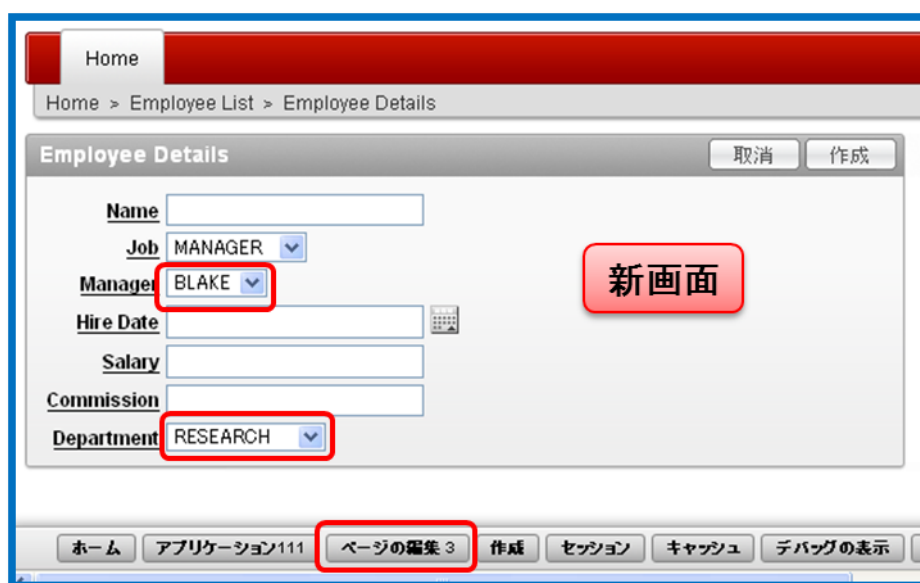 Home
Home > Employee List > Employee Details
Employee Details 取消 作成
Name
Job MANAGER
Manager BLAKE
新画面
Hire Date
Salary
Commission
Department RESEARCH
ホーム アプリケーション111 ページの編集 3 作成 セッション キャッシュ デバッグの表示